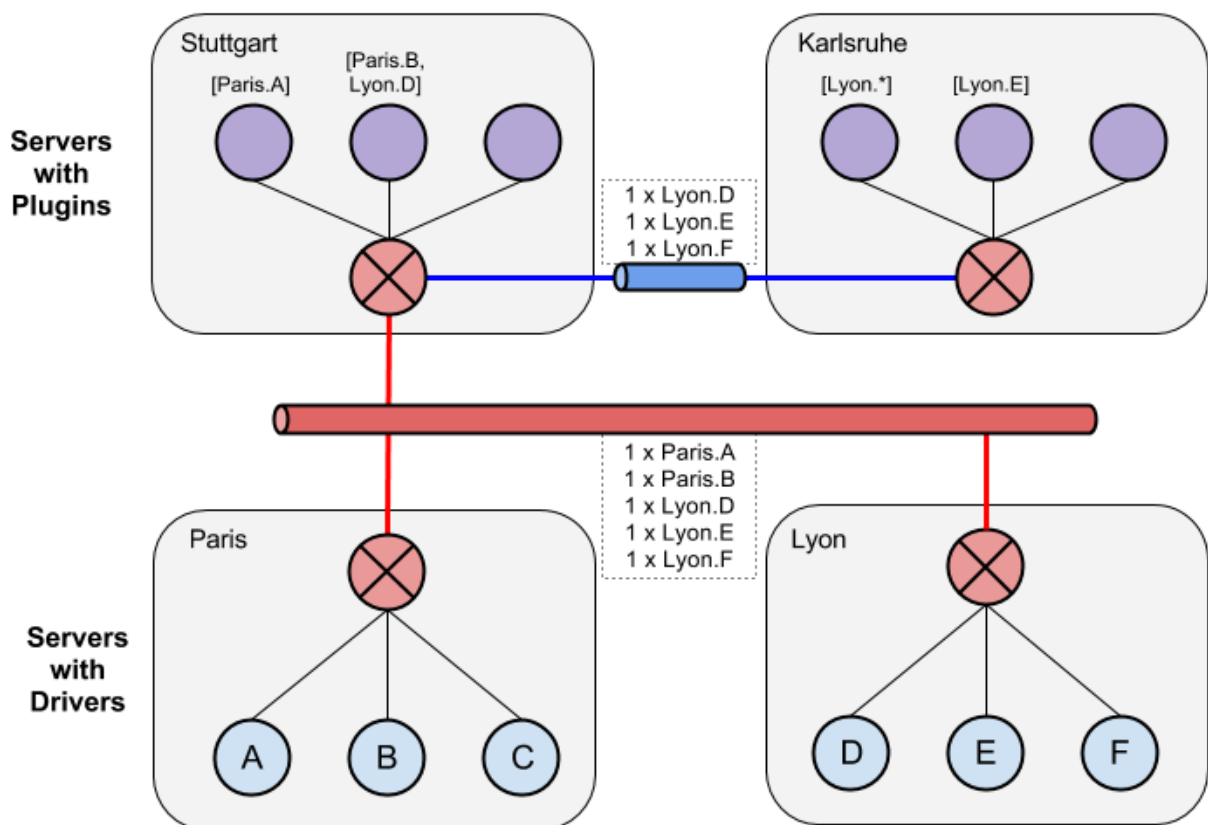 Stuttgart
[Paris.A]
[Paris.B,
Lyon.D]
Karlsruhe
[Lyon.*]
[Lyon.E]
Servers
with
Plugins
1 x Lyon.D
1 x Lyon.E
1 x Lyon.F
1 x Paris.A
1 x Paris.B
1 x Lyon.D
1 x Lyon.E
1 x Lyon.F
Paris
Lyon
Servers
with
Drivers
A
B
C
D
E
F